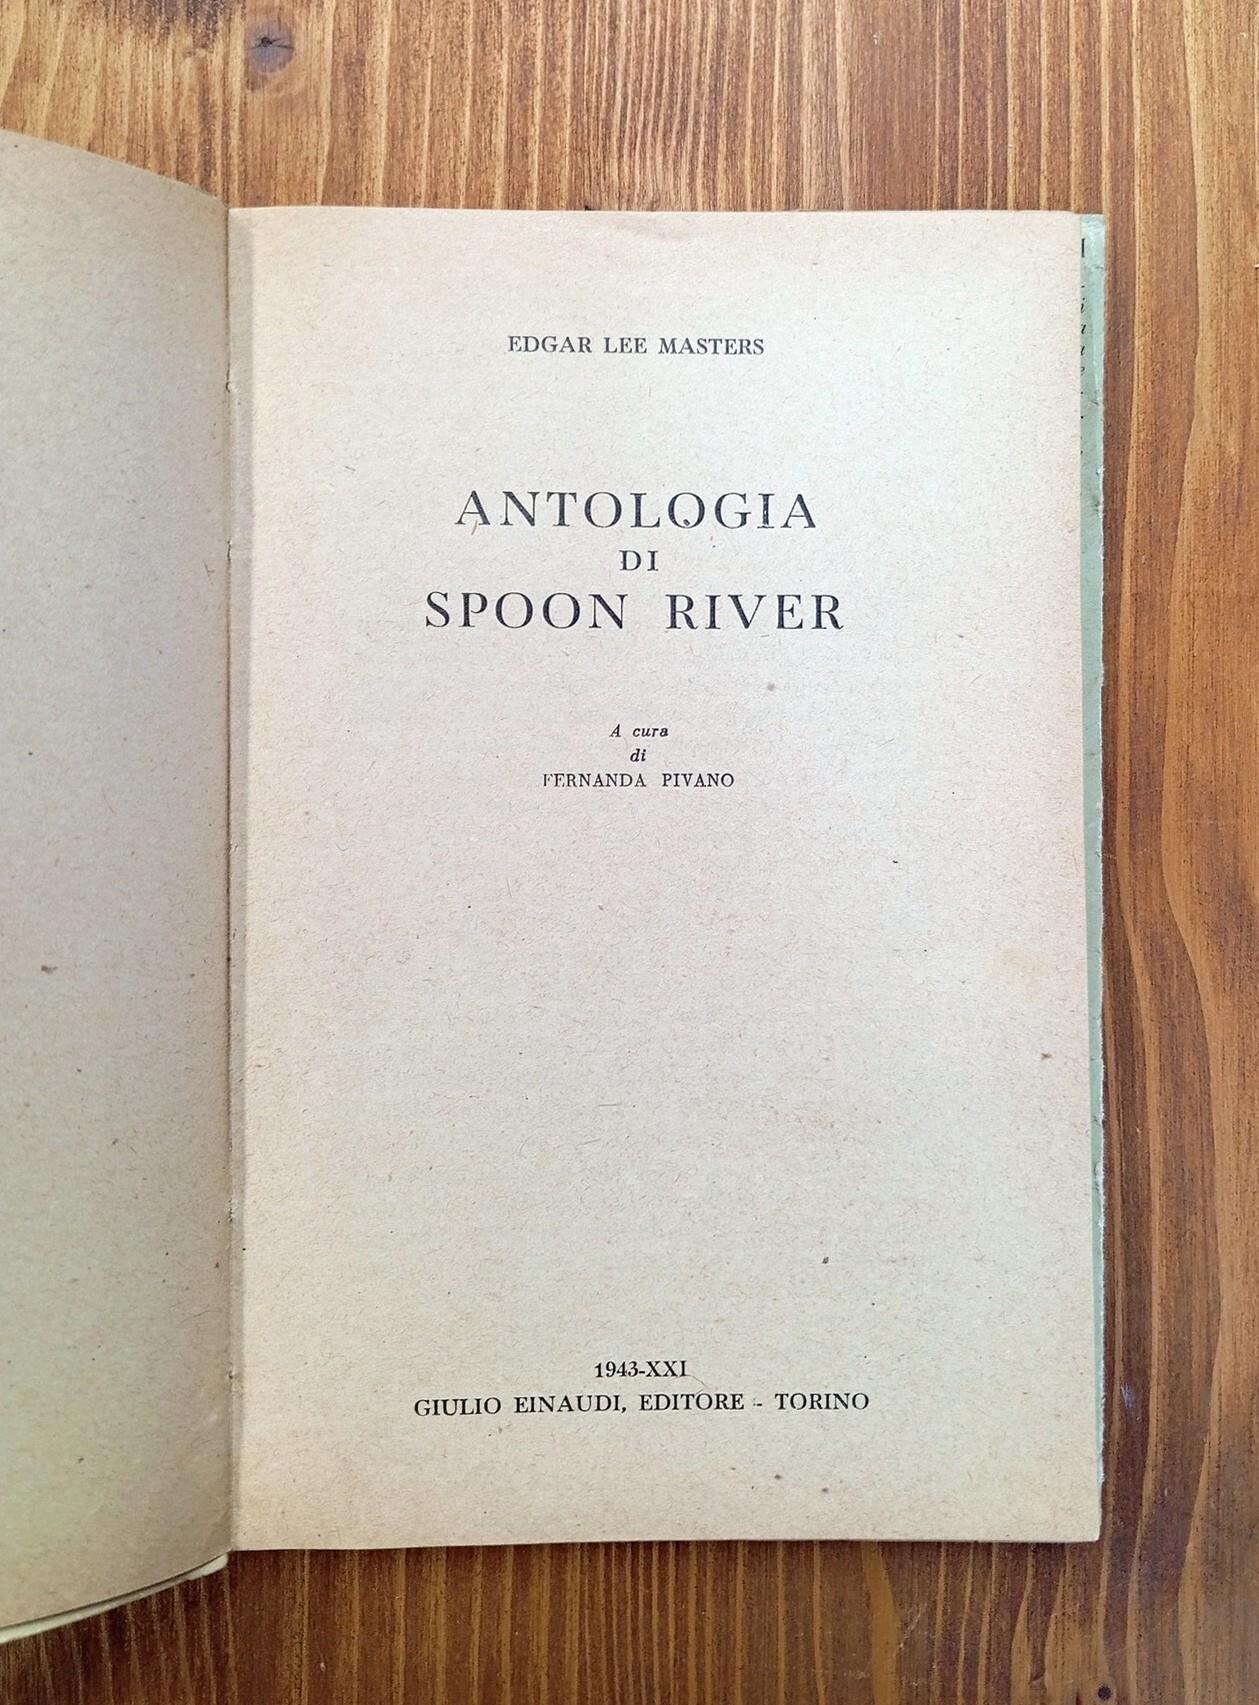 EDGAR LEE MASTERS
ANTOLOGIA
DI
SPOON RIVER
A cura
di
FERNANDA PIVANO
1943-XXI
GIULIO EINAUDI, EDITORE - TORINO